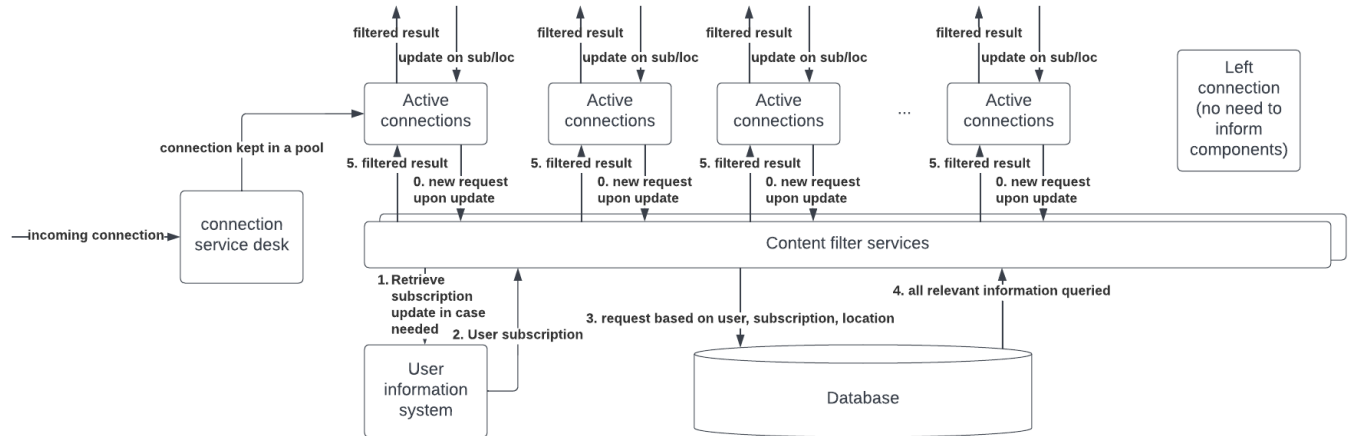 filtered result
filtered result
filtered result
filtered result
update on sub/loc
update on sub/loc
update on sub/loc
update on sub/loc
Active
connections
Active
connections
Active
connections
...
Active
connections
Left
connection
(no need to
inform
components)
connection kept in a pool
5. filtered result
5. filtered result
5. filtered result
5. filtered result
0. new request
upon update
0. new request
upon update
0. new request
upon update
0. new request
upon update
incoming connection
connection
service desk
Content filter services
1. Retrieve
subscription
update in case
needed
2. User subscription
3. request based on user, subscription, location
4. all relevant information queried
User
information
system
Database